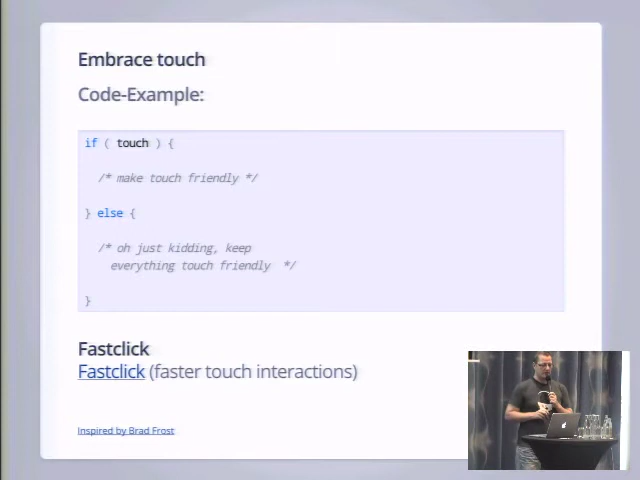 Embrace touch
Code-Example:
if ( touch ) {
/* make touch friendly */
} else {
/* oh just kidding, keep
everything touch friendly */
}
Fastclick
Fastclick (faster touch interactions)
Inspired by Brad Frost